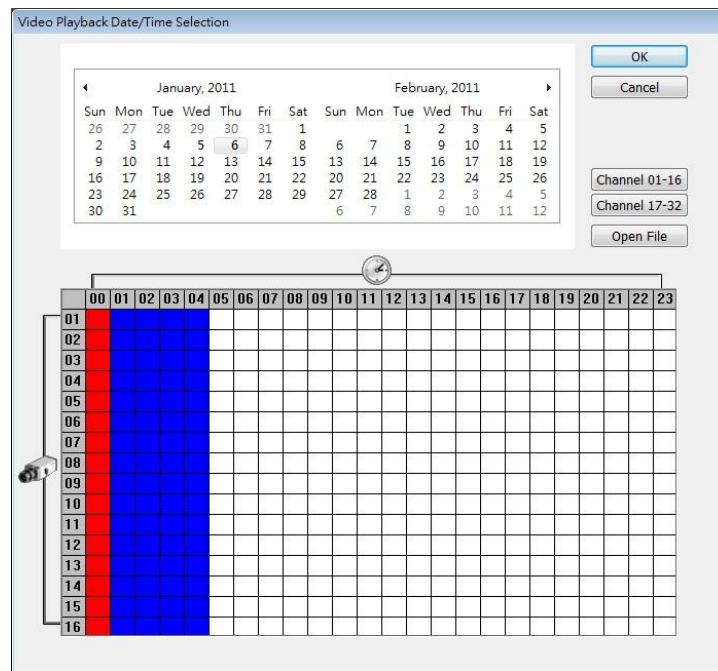 Video Playback Date/Time Selection
OK
Cancel
January, 2011 February, 2011
Sun Mon Tue Wed Thu Fri Sat Sun Mon Tue Wed Thu Fri Sat
26 27 28 29 30 31 1 1 2 3 4 5
2 3 4 5 6 7 8 6 7 8 9 10 11 12
9 10 11 12 13 14 15 13 14 15 16 17 18 19
16 17 18 19 20 21 22 20 21 22 23 24 25 26
23 24 25 26 27 28 29 27 28 1 2 3 4 5
30 31 6 7 8 9 10 11 12
Channel 01-16
Channel 17-32
Open File
00 01 02 03 04 05 06 07 08 09 10 11 12 13 14 15 16 17 18 19 20 21 22 23
01
02
03
04
05
06
07
08
09
10
11
12
13
14
15
16